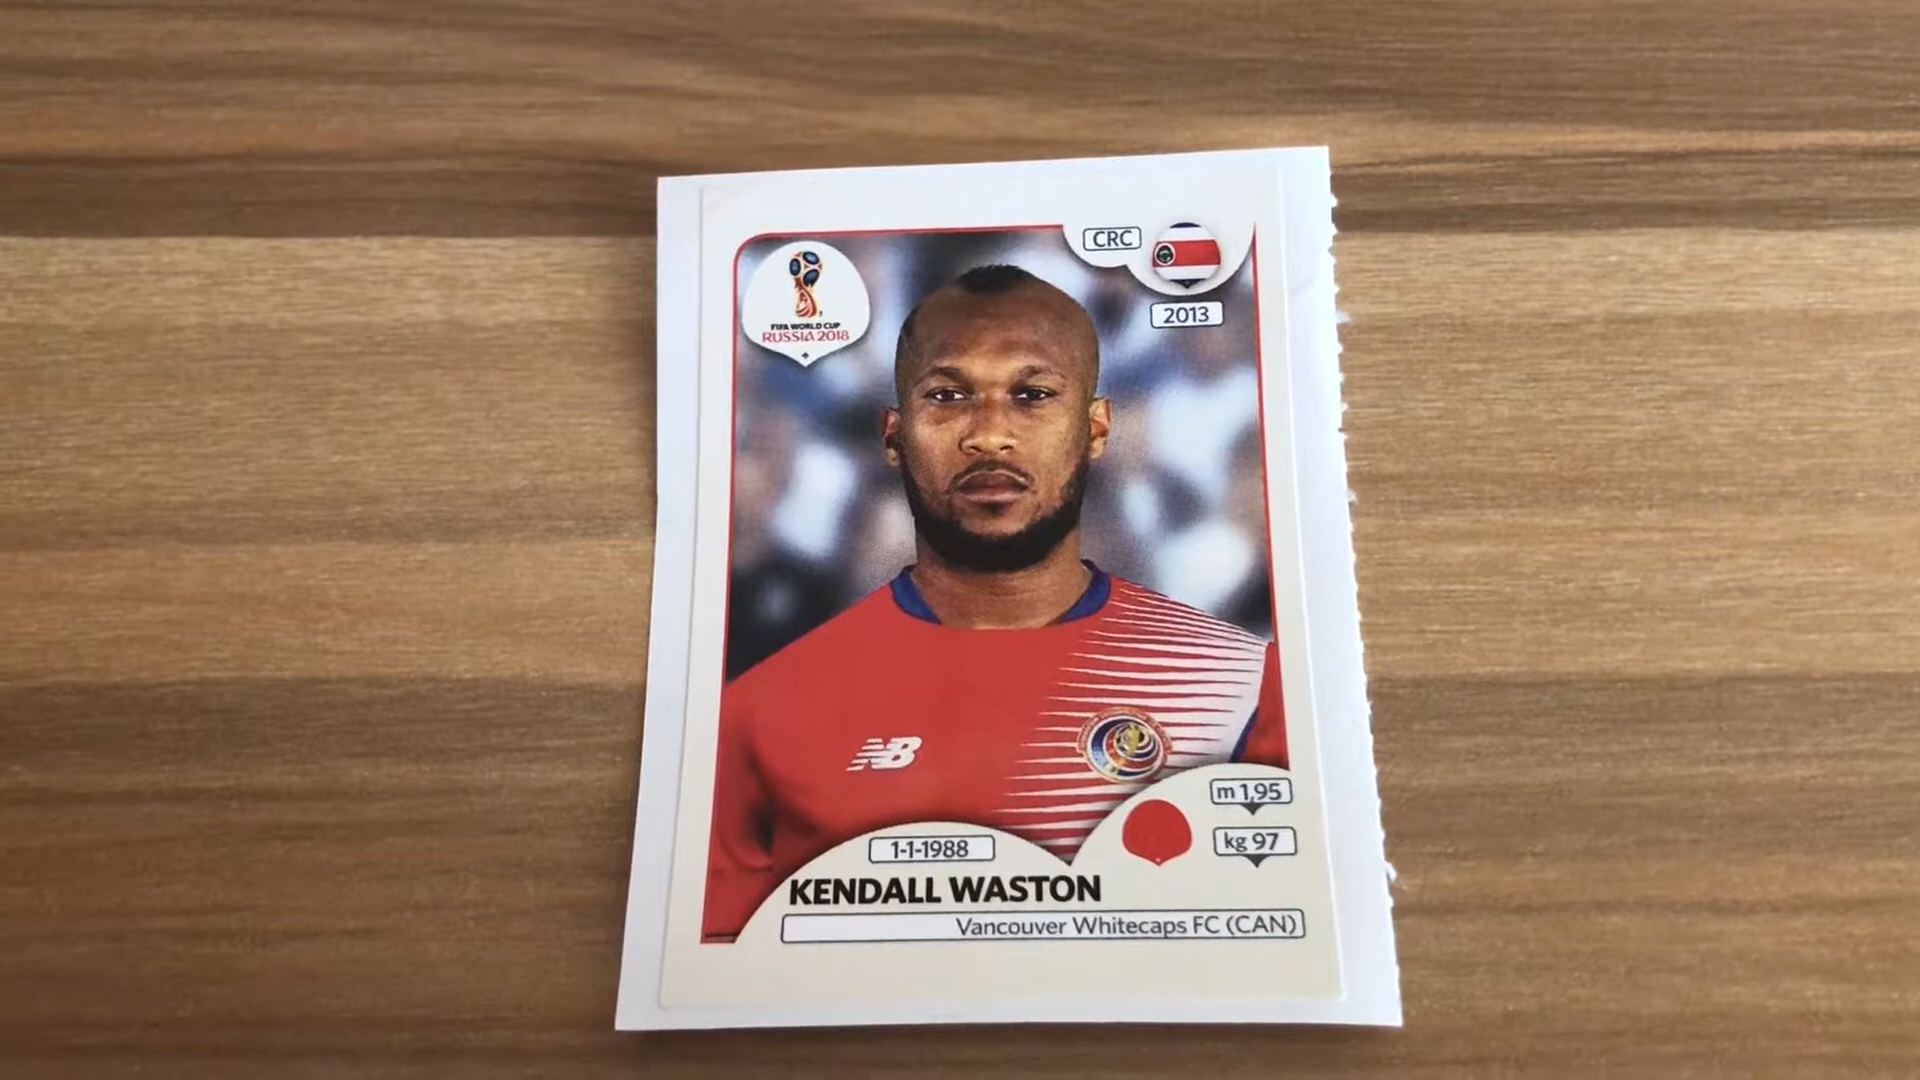 CRC
2013
FIFA WORLD CUP
RUSSIA 2018
NB
m 1,95
kg 97
1-1-1988
KENDALL WASTON
Vancouver Whitecaps FC (CAN)